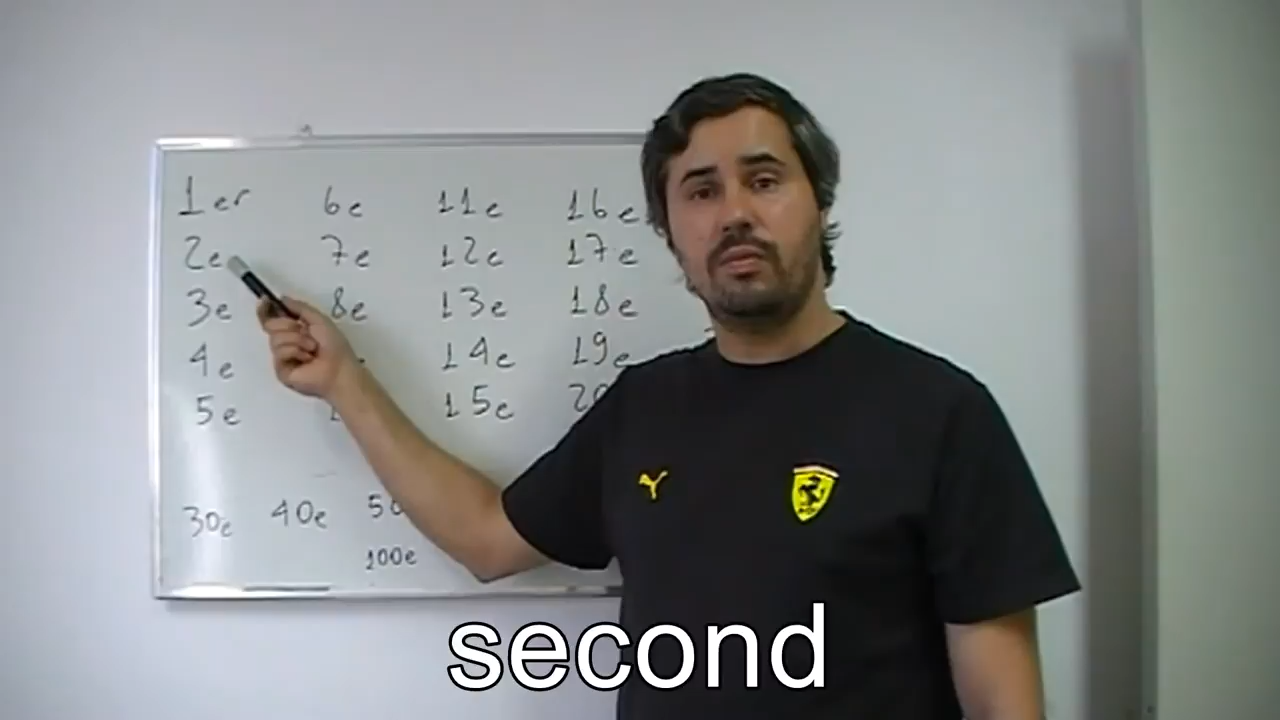 1er 6e 11e 16e
2e 7e 12e 17e
3e 8e 13e 18e
4e 14e 19e
5e 15e
30e 40e
100e
second